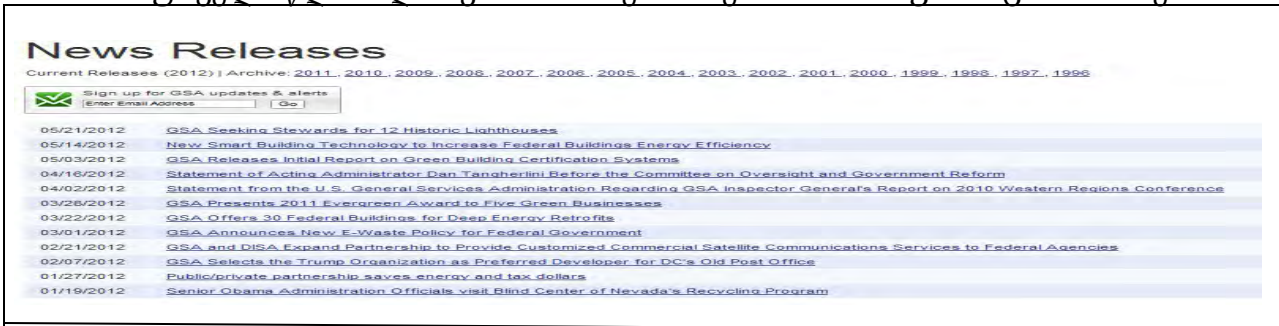 News Releases
Current Releases (2012) | Archive: 2011 , 2010 , 2009 , 2008 , 2007 , 2006 , 2005 , 2004 , 2003 , 2002 , 2001 , 2000 , 1999 , 1998 , 1997 , 1996
Sign up for GSA updates & alerts
Enter Email Address Go
05/21/2012 GSA Seeking Stewards for 12 Historic Lighthouses
05/14/2012 New Smart Building Technology to Increase Federal Buildings Energy Efficiency
05/03/2012 GSA Releases Initial Report on Green Building Certification Systems
04/16/2012 Statement of Acting Administrator Dan Tangherlini Before the Committee on Oversight and Government Reform
04/02/2012 Statement from the U.S. General Services Administration Regarding GSA Inspector General's Report on 2010 Western Regions Conference
03/28/2012 GSA Presents 2011 Evergreen Award to Five Green Businesses
03/22/2012 GSA Offers 30 Federal Buildings for Deep Energy Retrofits
03/01/2012 GSA Announces New E-Waste Policy for Federal Government
02/21/2012 GSA and DISA Expand Partnership to Provide Customized Commercial Satellite Communications Services to Federal Agencies
02/07/2012 GSA Selects the Trump Organization as Preferred Developer for DC's Old Post Office
01/27/2012 Public/private partnership saves energy and tax dollars
01/19/2012 Senior Obama Administration Officials visit Blind Center of Nevada's Recycling Program